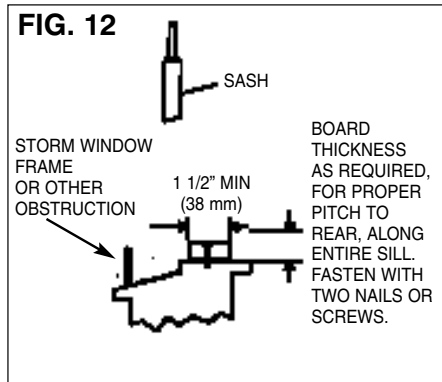 FIG. 12
SASH
STORM WINDOW
FRAME
OR OTHER
OBSTRUCTION
1 1/2” MIN
(38 mm)
BOARD
THICKNESS
AS REQUIRED,
FOR PROPER
PITCH TO
REAR, ALONG
ENTIRE SILL.
FASTEN WITH
TWO NAILS OR
SCREWS.